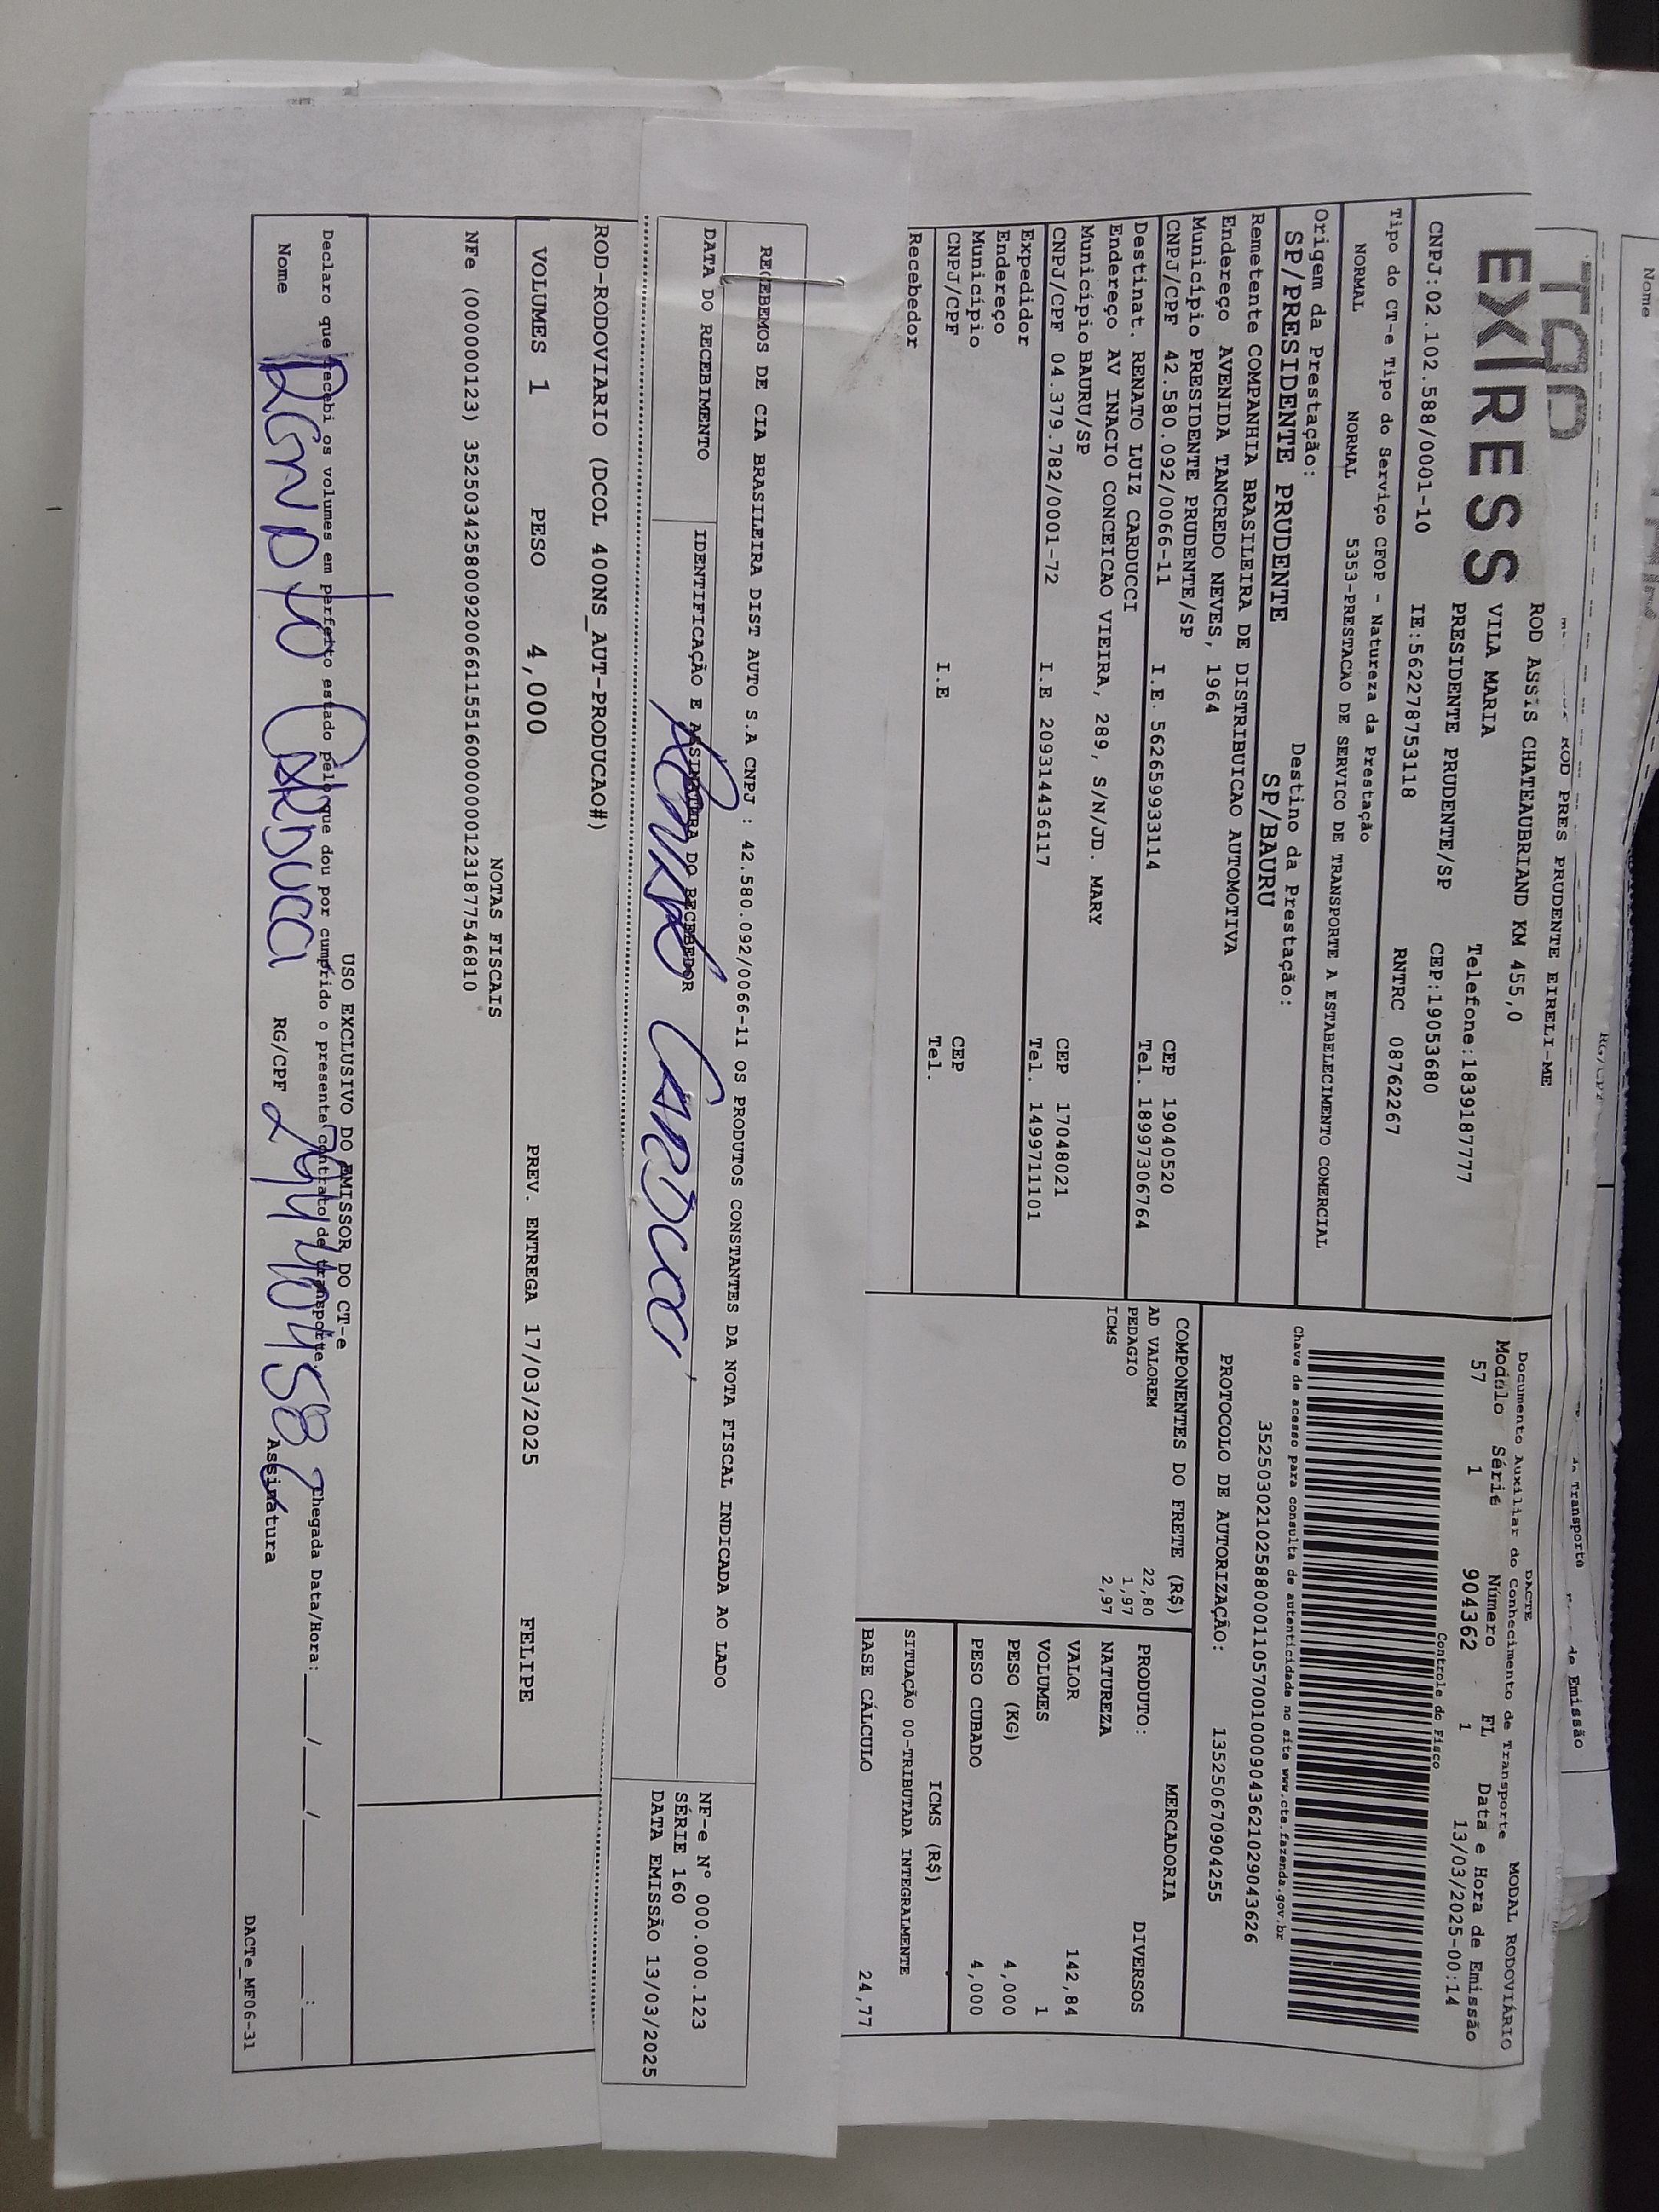 TAD
EXPRESS
ROD PRES PRUDENTE EIRELI-ME
ROD ASSIS CHATEAUBRIAND KM 455,0
VILA MARIA
Telefone:1839187777
PRESIDENTE PRUDENTE/SP
CEP:19053680
CNPJ:02.102.588/0001-10
IE:562278753118
RNTRC 08762267
Tipo do CT-e Tipo do Serviço CFOP - Natureza da Prestação
NORMAL NORMAL 5353-PRESTACAO DE SERVICO DE TRANSPORTE A ESTABELECIMENTO COMERCIAL
Origem da Prestação: Destino da Prestação:
SP/PRESIDENTE PRUDENTE SP/BAURU
Remetente COMPANHIA BRASILEIRA DE DISTRIBUICAO AUTOMOTIVA
Endereço AVENIDA TANCREDO NEVES, 1964
Município PRESIDENTE PRUDENTE/SP CEP 19040520
CNPJ/CPF 42.580.092/0066-11 I.E. 562659933114 Tel. 18997306764
Destinat. RENATO LUIZ CARDUCCI
Endereço AV INACIO CONCEICAO VIEIRA, 289, S/N/JD. MARY
Município BAURU/SP CEP 17048021
CNPJ/CPF 04.379.782/0001-72 I.E 209314436117 Tel. 1499711101
Expedidor
Endereço
Município CEP
CNPJ/CPF I.E Tel.
Recebedor
DACTE
MODAL RODOVIÁRIO
Documento Auxiliar do Conhecimento de Transporte
Modelo Série Número FL Data e Hora de Emissão
57 1 904362 1 13/03/2025-00:14
Controle do Fisco
Chave de acesso para consulta de autenticidade no site www.cte.fazenda.gov.br
35250302102588000110570010009043621029043626
PROTOCOLO DE AUTORIZAÇÃO: 135250670904255
COMPONENTES DO FRETE (R$)
AD VALOREM 22,80
PEDAGIO 1,97
ICMS 2,97
MERCADORIA
PRODUTO: DIVERSOS
NATUREZA
VALOR 142,84
VOLUMES 1
PESO (KG) 4,000
PESO CUBADO 4,000
ICMS (R$)
SITUAÇÃO 00-TRIBUTADA INTEGRALMENTE
BASE CÁLCULO 24,77
RECEBEMOS DE CIA BRASILEIRA DIST AUTO S.A CNPJ : 42.580.092/0066-11 OS PRODUTOS CONSTANTES DA NOTA FISCAL INDICADA AO LADO
DATA DO RECEBIMENTO
IDENTIFICAÇÃO E ASSINATURA DO RECEBEDOR
Renato Carducci
NF-e N° 000.000.123
SÉRIE 160
DATA EMISSÃO 13/03/2025
ROD-RODOVIARIO (DCOL 400NS_AUT-PRODUCAO#)
VOLUMES 1 PESO 4,000 PREV. ENTREGA 17/03/2025 FELIPE
NOTAS FISCAIS
NFe (000000123) 35250342580092006611551600000001231877546810
USO EXCLUSIVO DO EMISSOR DO CT-e
Declaro que recebi os volumes em perfeito estado pelo que dou por cumprido o presente contrato de transporte. Chegada Data/Hora: ___/___/_____ ___:___
Nome RENATO CARDUCCI RG/CPF Assinatura
DACTe_MF06-31